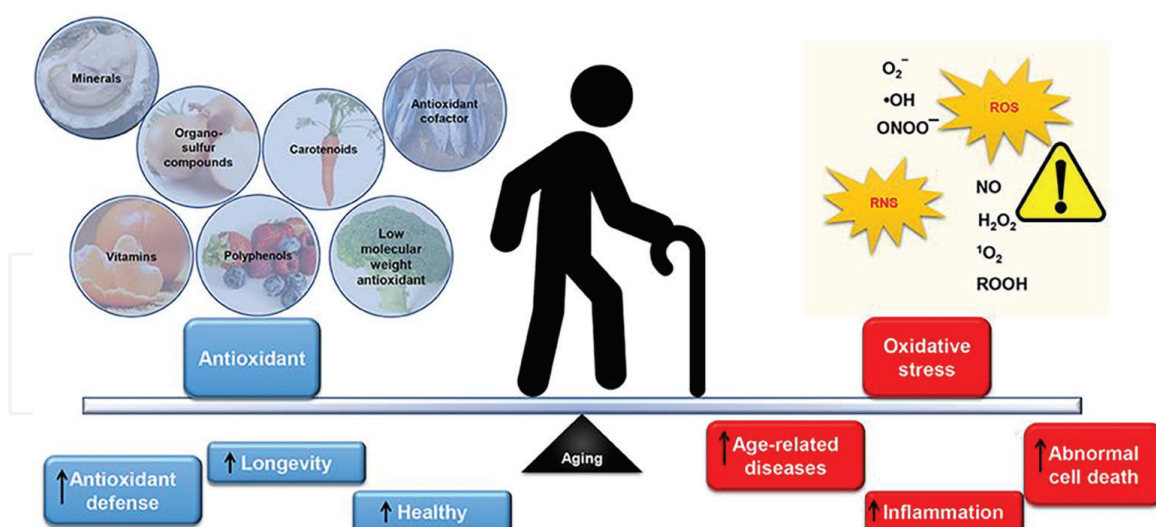 Minerals
Organo-
sulfur
compounds
Carotenoids
Antioxidant
cofactor
Vitamins
Polyphenols
Low
molecular
weight
antioxidant
O₂⁻
•OH
ONOO⁻
ROS
RNS
NO
H₂O₂
¹O₂
ROOH
Antioxidant
Oxidative
stress
Aging
↑ Antioxidant
defense
↑ Longevity
↑ Healthy
↑ Age-related
diseases
↑ Inflammation
↑ Abnormal
cell death